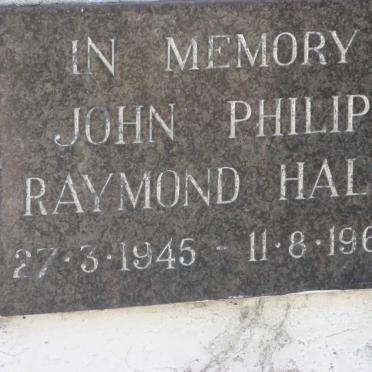 IN MEMORY
JOHN PHILIP
RAYMOND HAL
27·3·1945 - 11·8·196